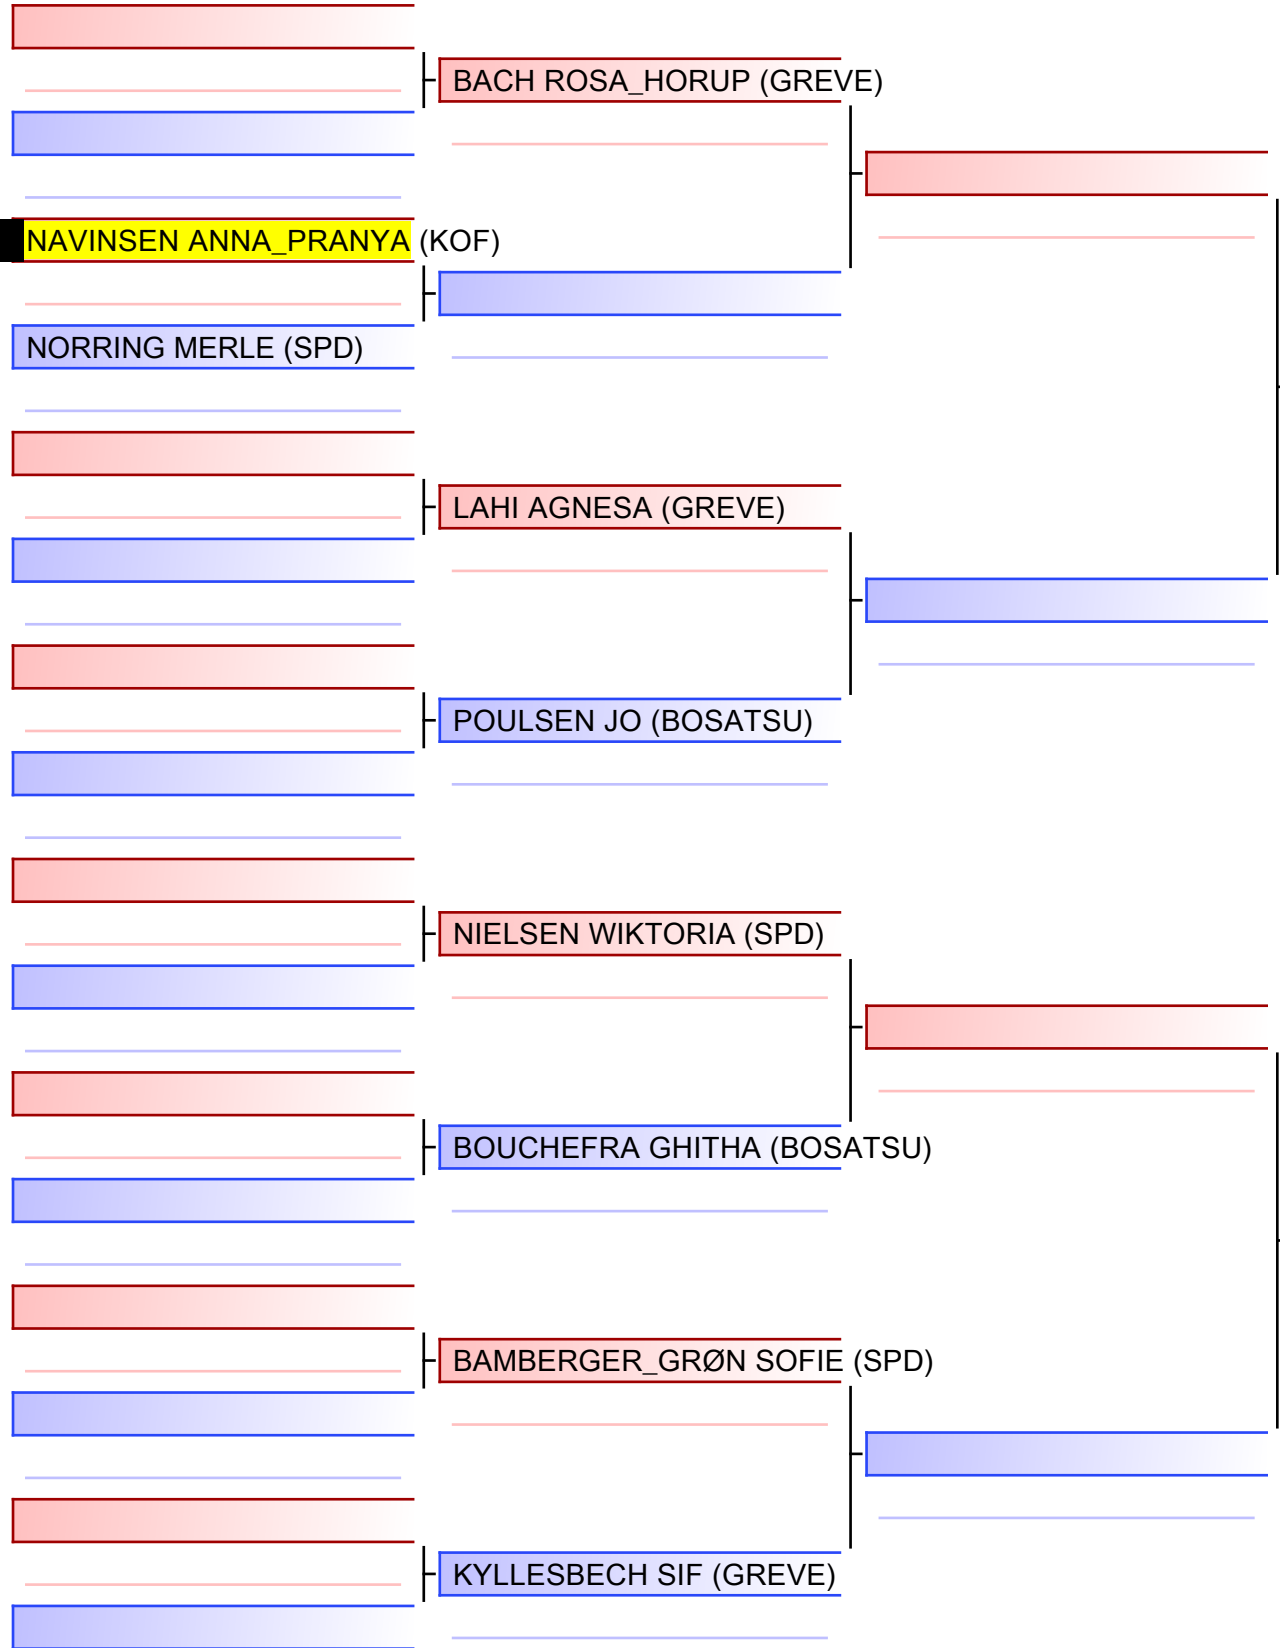 BACH ROSA_HORUP (GREVE)
NAVINSEN ANNA_PRANYA (KOF)
NORRING MERLE (SPD)
LAHI AGNESA (GREVE)
POULSEN JO (BOSATSU)
NIELSEN WIKTORIA (SPD)
BOUCHEFRA GHITHA (BOSATSU)
BAMBERGER_GRØN SOFIE (SPD)
KYLLESBECH SIF (GREVE)